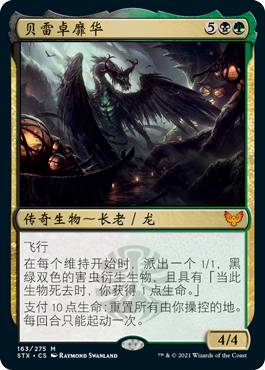 贝雷卓靡华 5
传奇生物～长老／龙
飞行
在每个维持开始时，派出一个 1/1，黑
绿双色的害虫衍生生物，且具有「当此
生物死去时，你获得 1 点生命。」
支付 10 点生命：重置所有由你操控的地。
每回合只能起动一次。
4/4
163/275 M
STX • CS RAYMOND SWANLAND
™ & © 2021 Wizards of the Coast